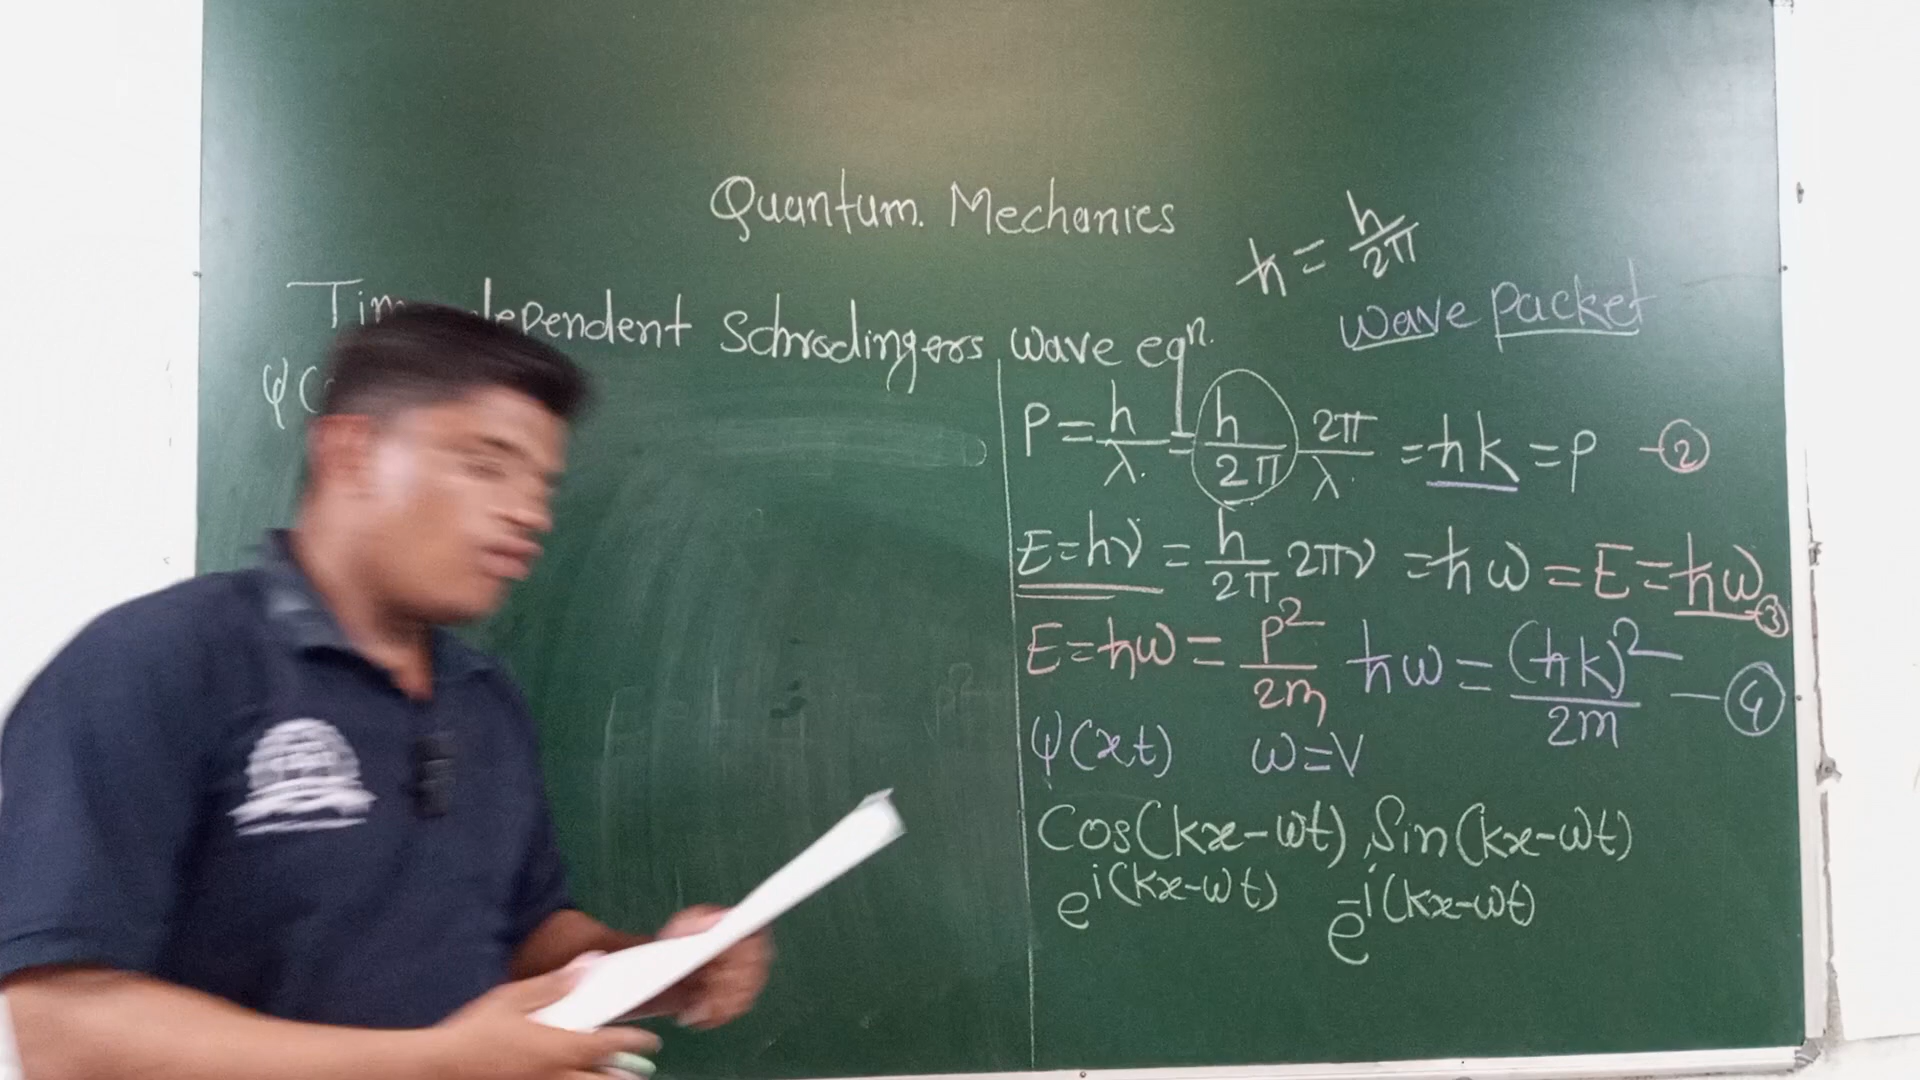 Quantum. Mechanics
ħ = h/2π
wave packet
dependent Schrodingers wave eqⁿ.
ψ(
P = h/λ. = h/2π 2π/λ. = ħk = p - ②
E = hν = h/2π 2πν = ħω = E = ħω ③
E = ħω = P²/2m ħω = (ħk)²/2m - ④
ψ(xt) ω = V
Cos(kx-ωt), Sin(kx-ωt)
e^i(kx-ωt) e^-i(kx-ωt)